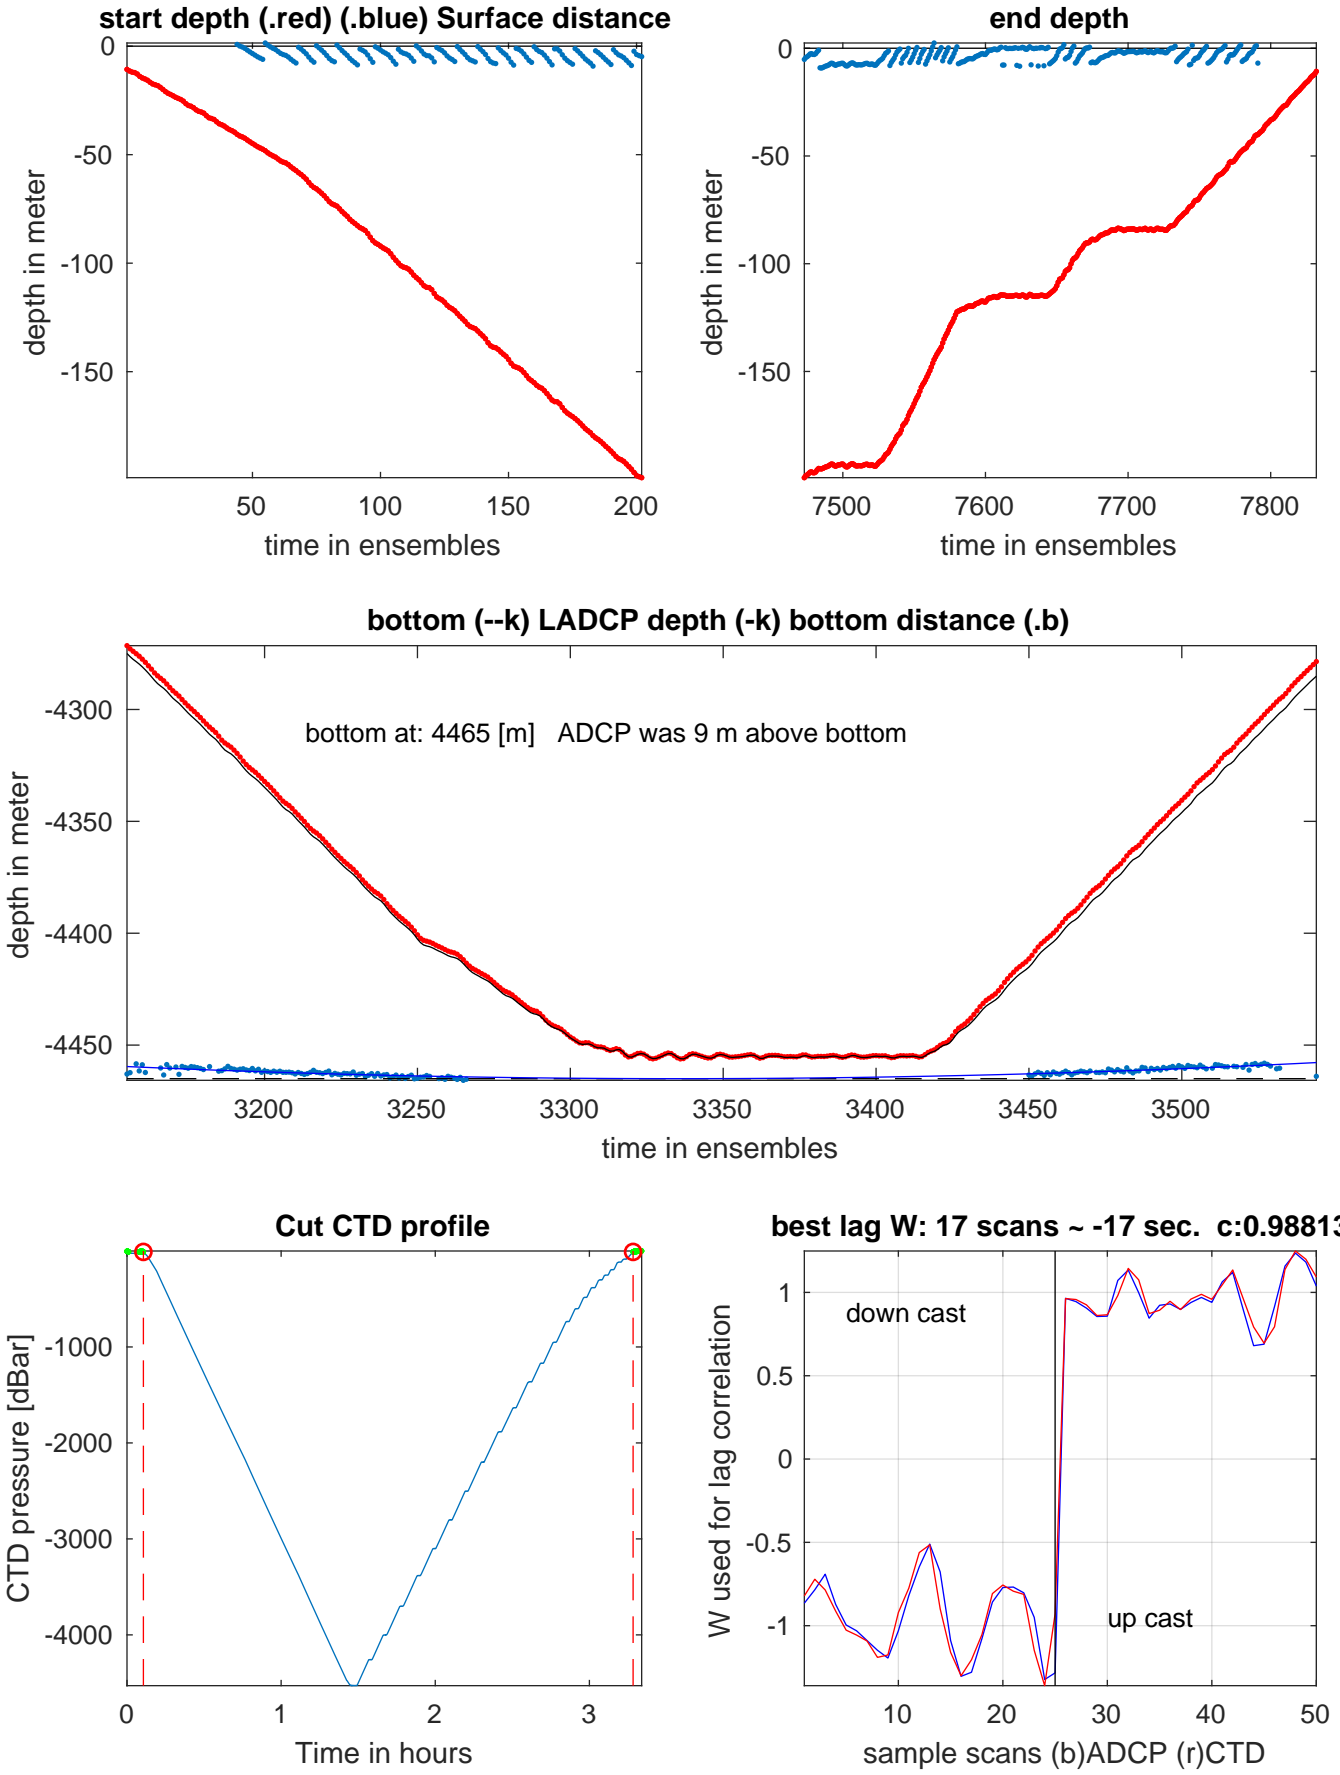 start depth (.red) (.blue) Surface distance
end depth
0
-50
-100
-150
depth in meter
50
100
150
200
time in ensembles
0
-50
-100
-150
depth in meter
7500
7600
7700
7800
time in ensembles
bottom (--k) LADCP depth (-k) bottom distance (.b)
bottom at: 4465 [m]   ADCP was 9 m above bottom
-4300
-4350
-4400
-4450
depth in meter
3200
3250
3300
3350
3400
3450
3500
time in ensembles
Cut CTD profile
-1000
-2000
-3000
-4000
CTD pressure [dBar]
0
1
2
3
Time in hours
best lag W: 17 scans ~ -17 sec.  c:0.98813
down cast
up cast
1
0.5
0
-0.5
-1
W used for lag correlation
10
20
30
40
50
sample scans (b)ADCP (r)CTD